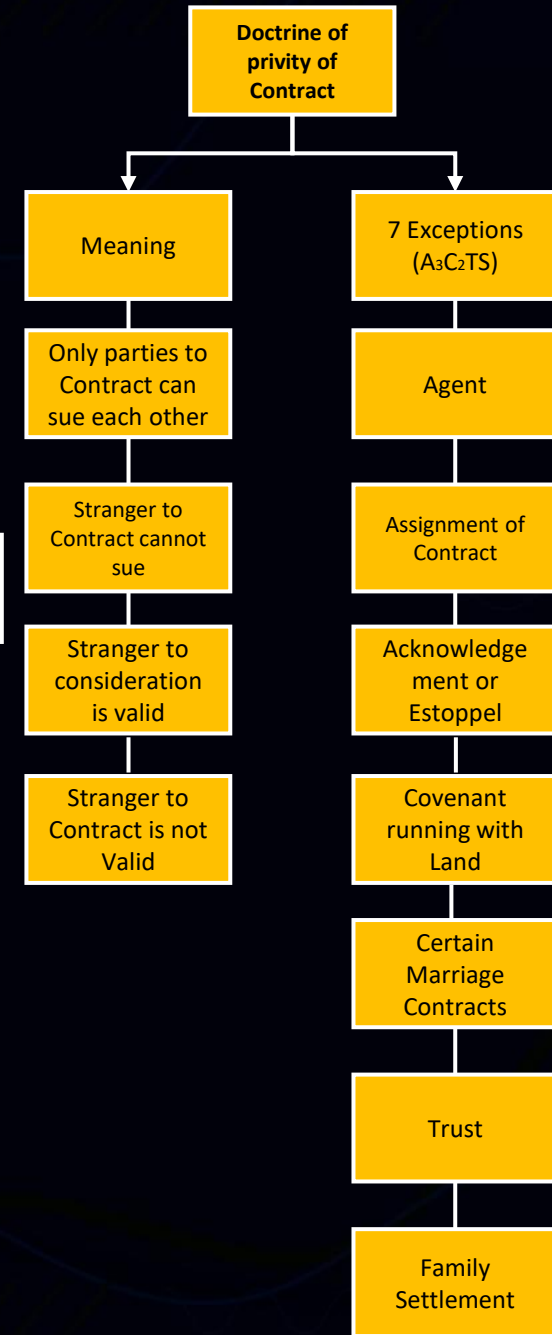 Doctrine of
privity of
Contract
Meaning
Only parties to
Contract can
sue each other
Stranger to
Contract cannot
sue
Stranger to
consideration
is valid
Stranger to
Contract is not
Valid
7 Exceptions
(A₃C₂TS)
Agent
Assignment of
Contract
Acknowledge
ment or
Estoppel
Covenant
running with
Land
Certain
Marriage
Contracts
Trust
Family
Settlement